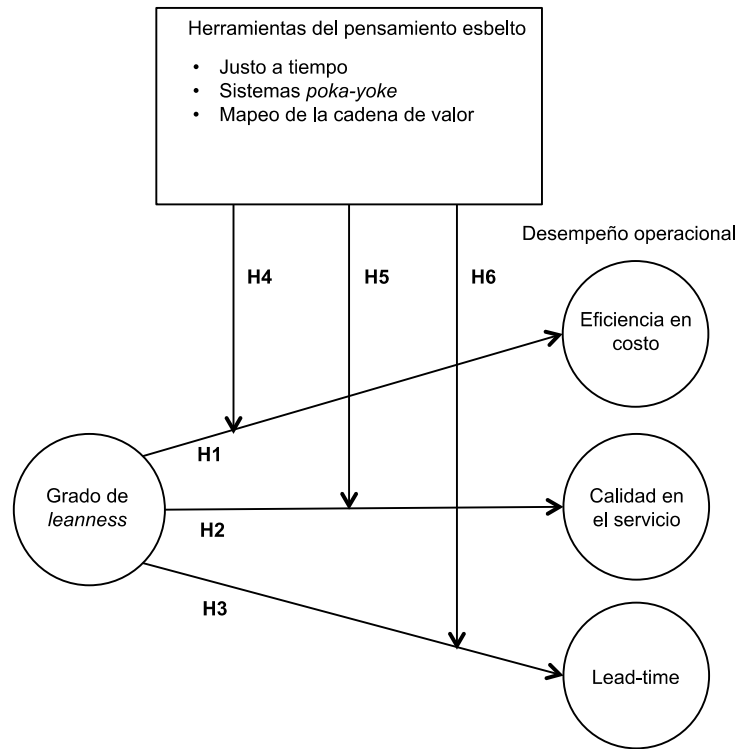 Herramientas del pensamiento esbelto
• Justo a tiempo
• Sistemas poka-yoke
• Mapeo de la cadena de valor
Desempeño operacional
H4
H5
H6
Eficiencia en
costo
H1
Grado de
leanness
H2
Calidad en
el servicio
H3
Lead-time